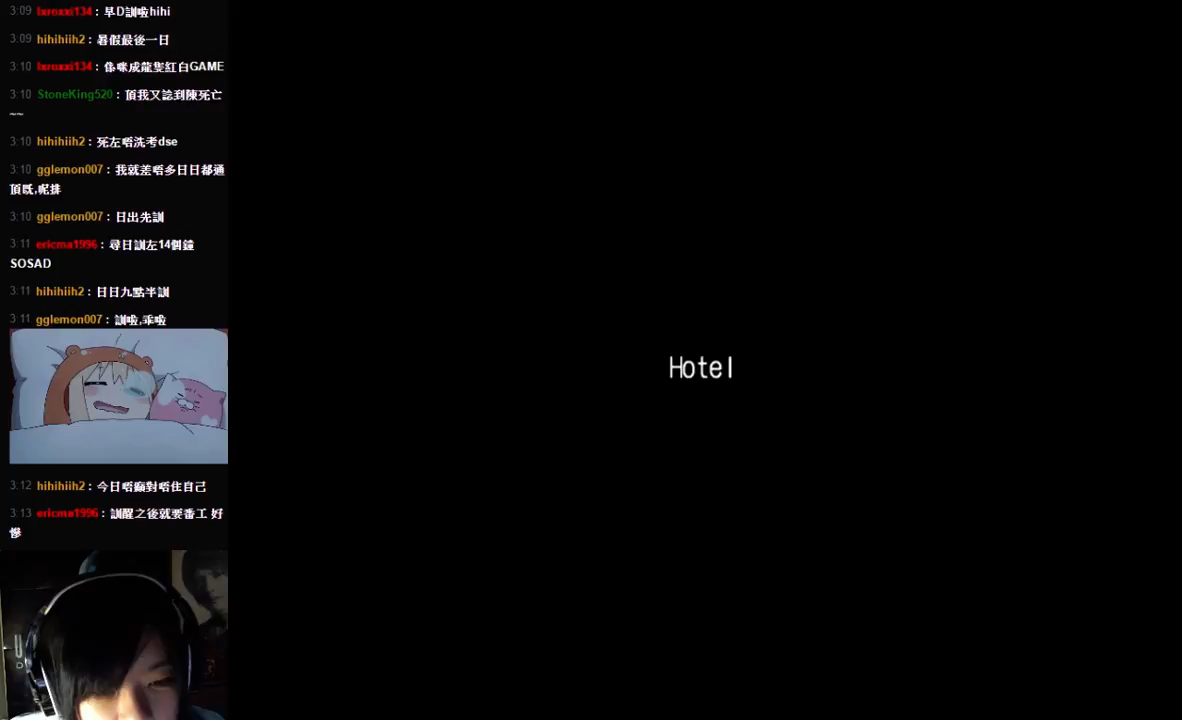 3:09 lxroxxi134 : 早D訓啦hihi
3:09 hihihiih2 : 暑假最後一日
3:10 lxroxxi134 : 係咪成龍隻紅白GAME
3:10 StoneKing520 : 頂我又諗到陳死亡
~~
3:10 hihihiih2 : 死左唔洗考dse
3:10 gglemon007 : 我就差唔多日日都通
頂既,呢排
3:10 gglemon007 : 日出先訓
3:11 ericma1996 : 尋日訓左14個鐘
SOSAD
3:11 hihihiih2 : 日日九點半訓
3:11 gglemon007 : 訓啦,乖啦
Hotel
3:12 hihihiih2 : 今日唔癲對唔住自己
3:13 ericma1996 : 訓醒之後就要番工 好
慘